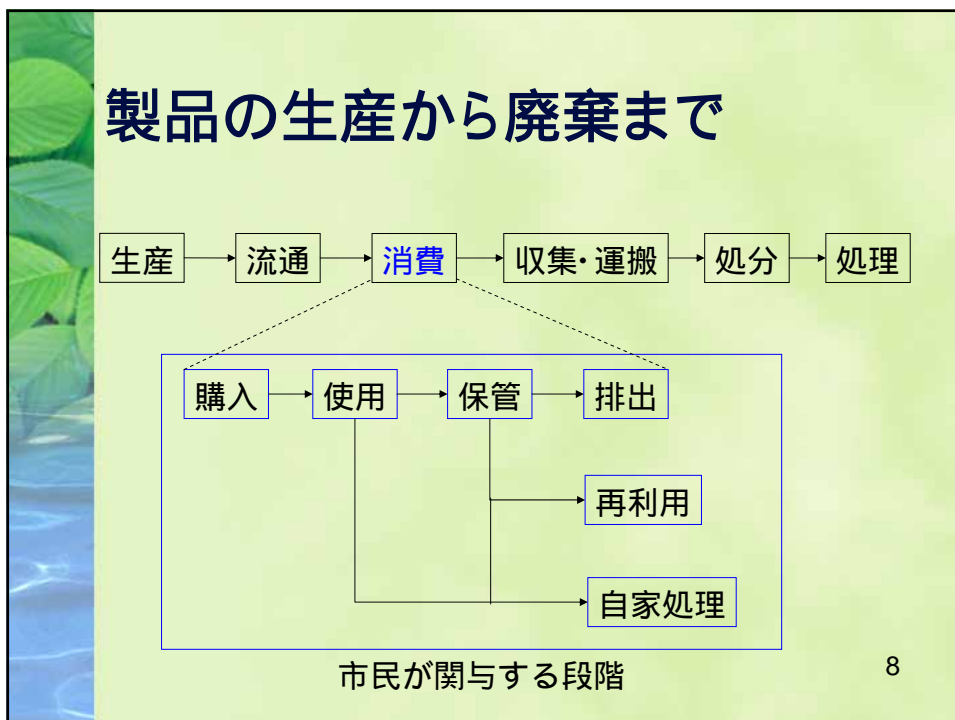 製品の生産から廃棄まで
生産 流通 消費 収集・運搬 処分 処理
購入 使用 保管 排出
再利用
自家処理
市民が関与する段階
8